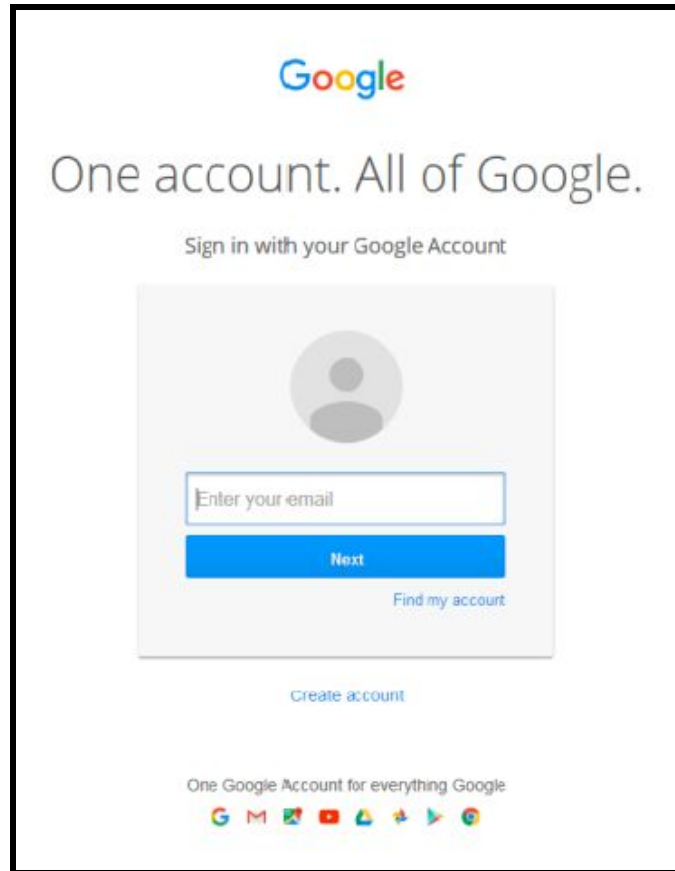 Google
One account. All of Google.
Sign in with your Google Account
Enter your email
Next
Find my account
Create account
One Google Account for everything Google